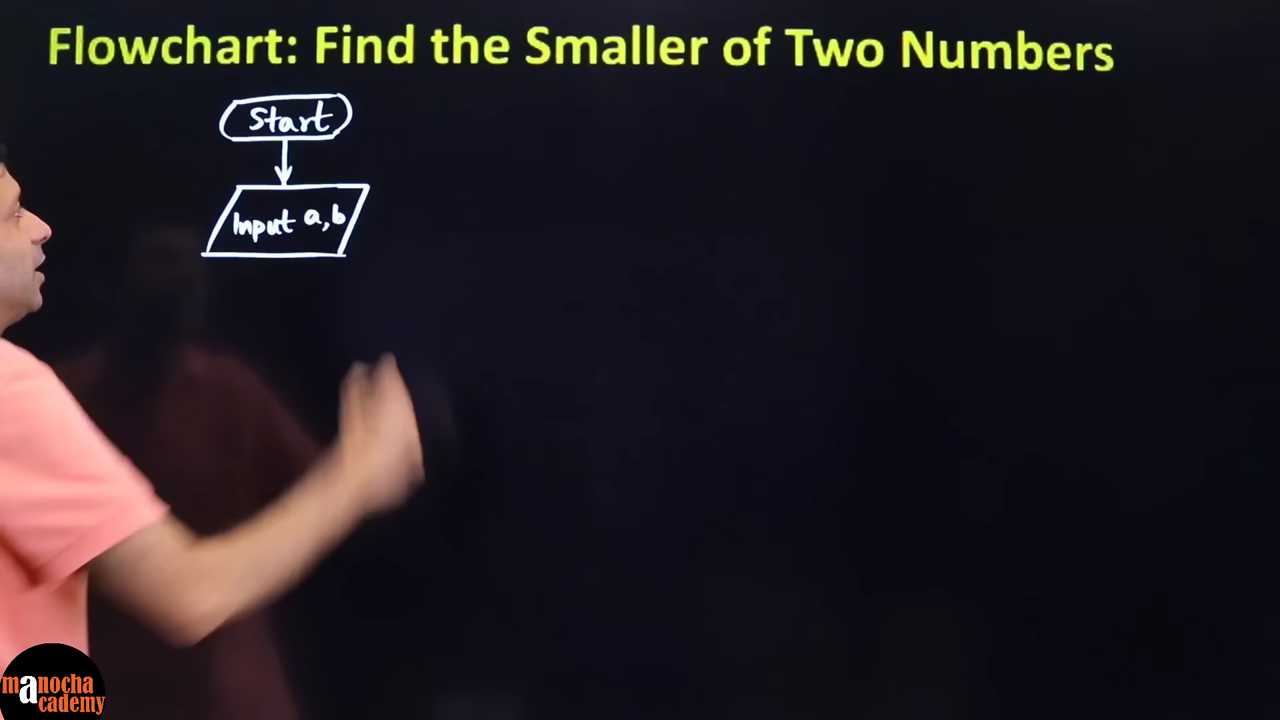 Flowchart: Find the Smaller of Two Numbers
Start
Input a,b
manocha
academy